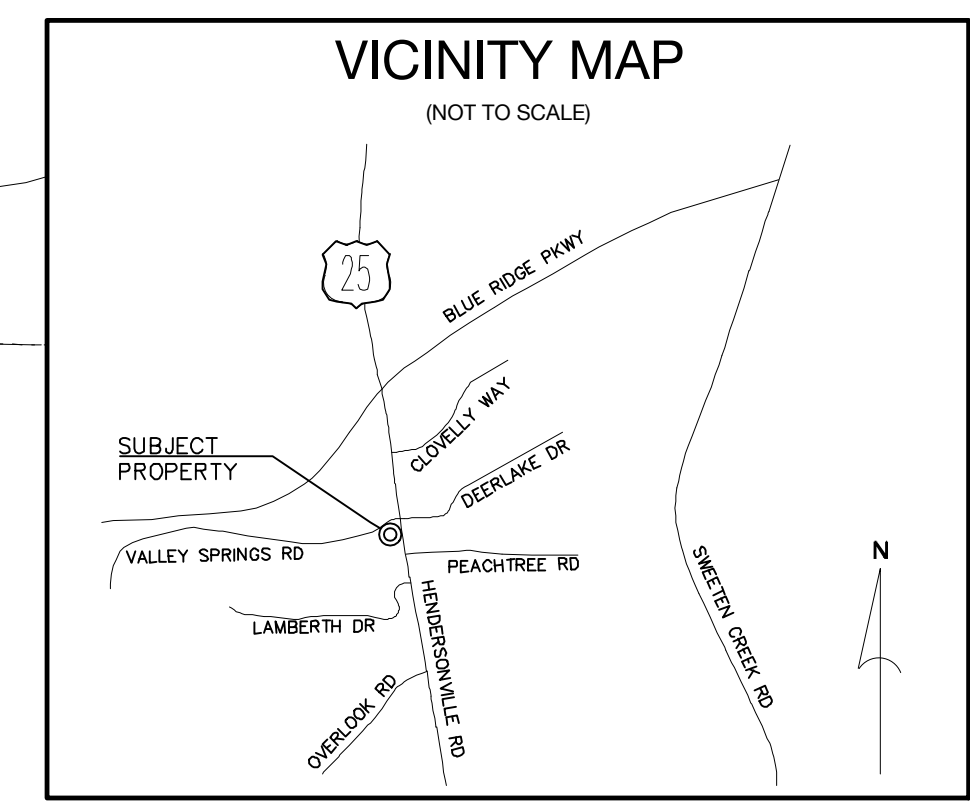 VICINITY MAP
(NOT TO SCALE)
25
BLUE RIDGE PKWY
CLOVELLY WAY
SUBJECT
PROPERTY
DEERLAKE DR
VALLEY SPRINGS RD
PEACHTREE RD
N
SWEETEN CREEK RD
HENDERSONVILLE RD
LAMBERTH DR
OVERLOOK RD